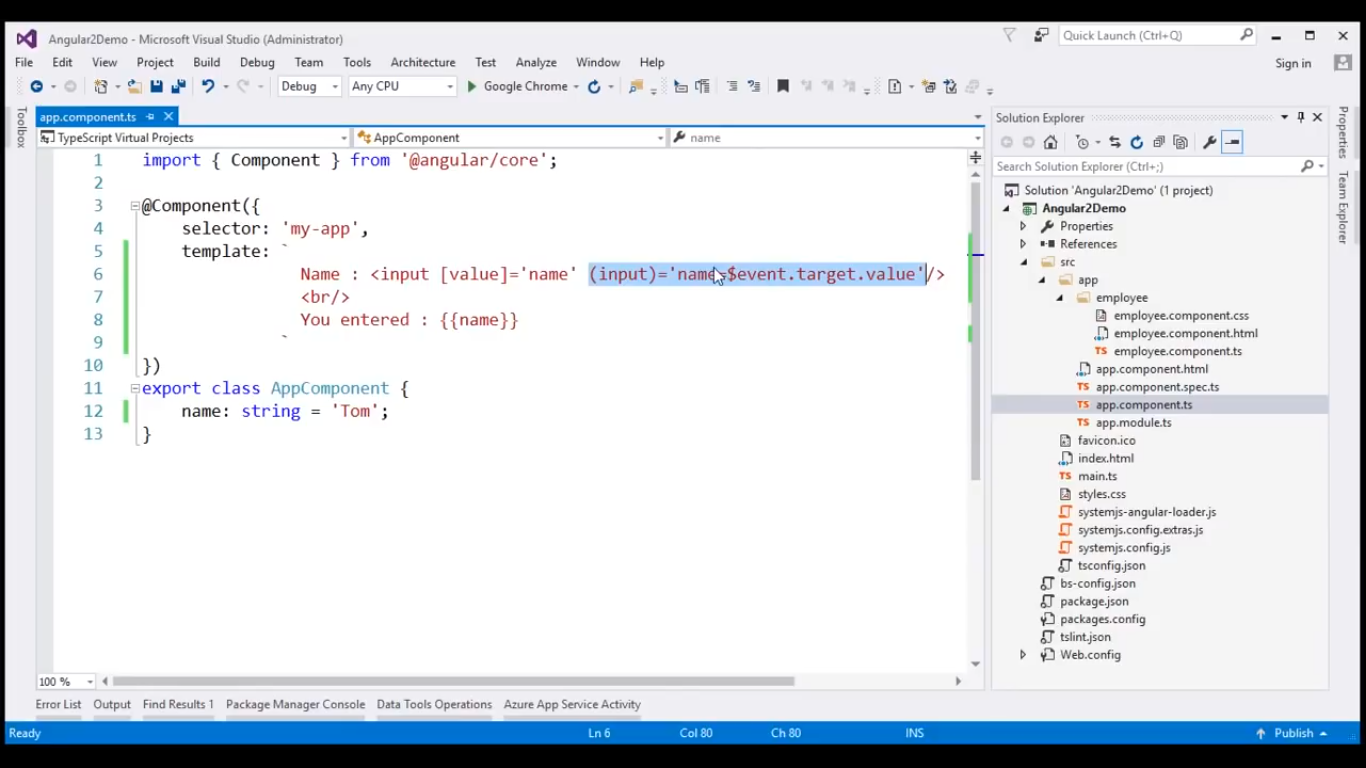 Angular2Demo - Microsoft Visual Studio (Administrator)
Quick Launch (Ctrl+Q)
File Edit View Project Build Debug Team Tools Architecture Test Analyze Window Help
Sign in
Debug Any CPU Google Chrome
Toolbox
app.component.ts
TypeScript Virtual Projects AppComponent name
1 import { Component } from '@angular/core';
2
3 @Component({
4 selector: 'my-app',
5 template: `
6 Name : <input [value]='name' (input)='name=$event.target.value'/>
7 <br/>
8 You entered : {{name}}
9 `
10 })
11 export class AppComponent {
12 name: string = 'Tom';
13 }
100 %
Solution Explorer
Search Solution Explorer (Ctrl+;)
Solution 'Angular2Demo' (1 project)
Angular2Demo
Properties
References
src
app
employee
employee.component.css
employee.component.html
employee.component.ts
app.component.html
app.component.spec.ts
app.component.ts
app.module.ts
favicon.ico
index.html
main.ts
styles.css
systemjs-angular-loader.js
systemjs.config.extras.js
systemjs.config.js
tsconfig.json
bs-config.json
package.json
packages.config
tslint.json
Web.config
Properties
Team Explorer
Error List Output Find Results 1 Package Manager Console Data Tools Operations Azure App Service Activity
Ready Ln 6 Col 80 Ch 80 INS Publish